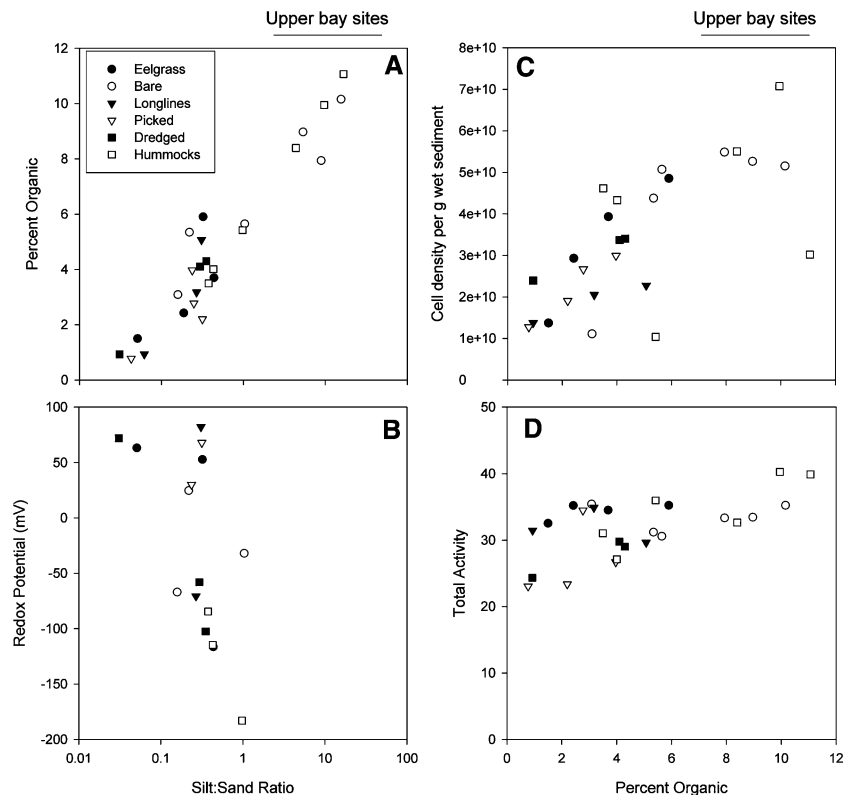 Upper bay sites
Upper bay sites
A
Eelgrass
Bare
Longlines
Picked
Dredged
Hummocks
12
10
8
6
4
2
0
Percent Organic
C
8e+10
7e+10
6e+10
5e+10
4e+10
3e+10
2e+10
1e+10
0
Cell density per g wet sediment
B
100
50
0
-50
-100
-150
-200
Redox Potential (mV)
0.01 0.1 1 10 100
Silt:Sand Ratio
D
50
40
30
20
10
0
Total Activity
0 2 4 6 8 10 12
Percent Organic